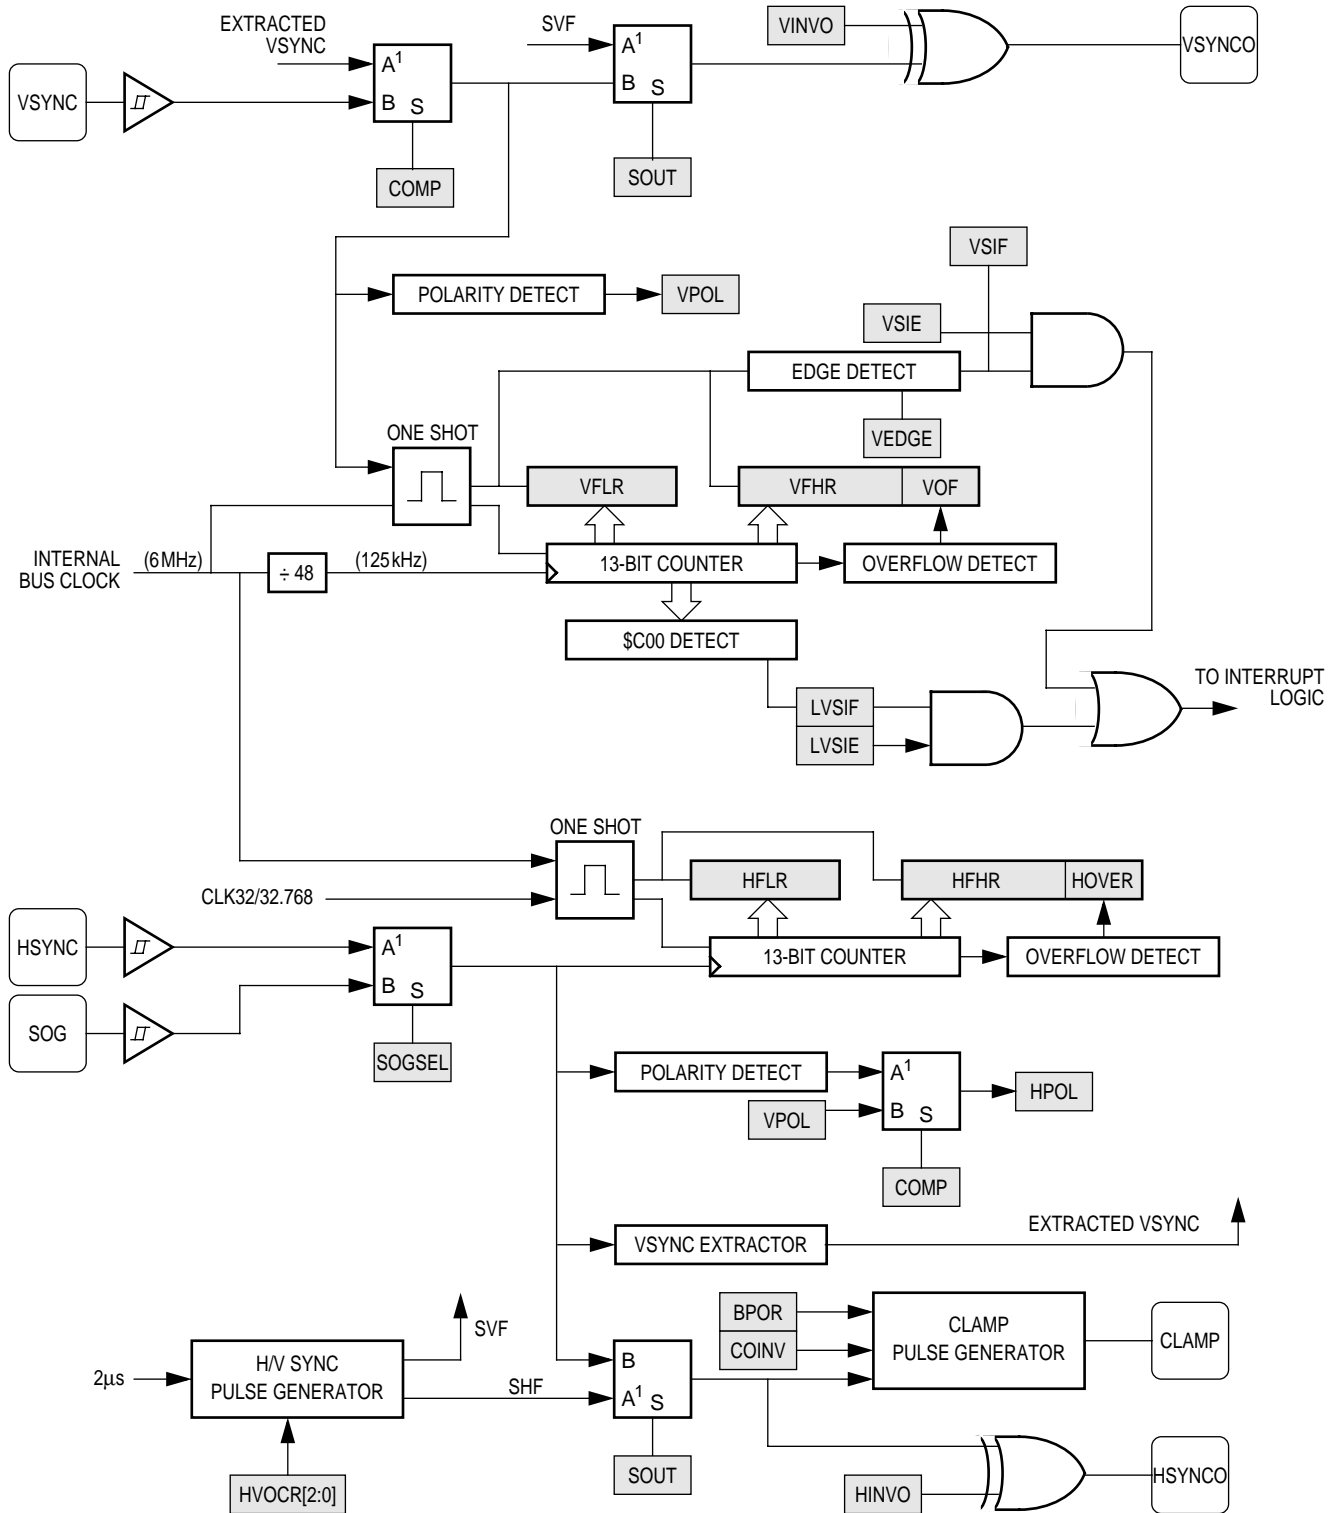 EXTRACTED
VSYNC
SVF
VINVO
VSYNCO
VSYNC
A1
B S
A1
B S
COMP
SOUT
VSIF
POLARITY DETECT
VPOL
VSIE
EDGE DETECT
VEDGE
ONE SHOT
VFLR
VFHR
VOF
INTERNAL
BUS CLOCK
(6MHz)
÷ 48
(125kHz)
13-BIT COUNTER
OVERFLOW DETECT
$C00 DETECT
LVSIF
LVSIE
TO INTERRUPT
LOGIC
ONE SHOT
HFLR
HFHR
HOVER
CLK32/32.768
HSYNC
A1
B S
13-BIT COUNTER
OVERFLOW DETECT
SOG
SOGSEL
POLARITY DETECT
A1
B S
HPOL
VPOL
COMP
VSYNC EXTRACTOR
EXTRACTED VSYNC
SVF
BPOR
COINV
CLAMP
PULSE GENERATOR
CLAMP
2µs
H/V SYNC
PULSE GENERATOR
SHF
B
A1 S
SOUT
HVOCR[2:0]
HINVO
HSYNCO